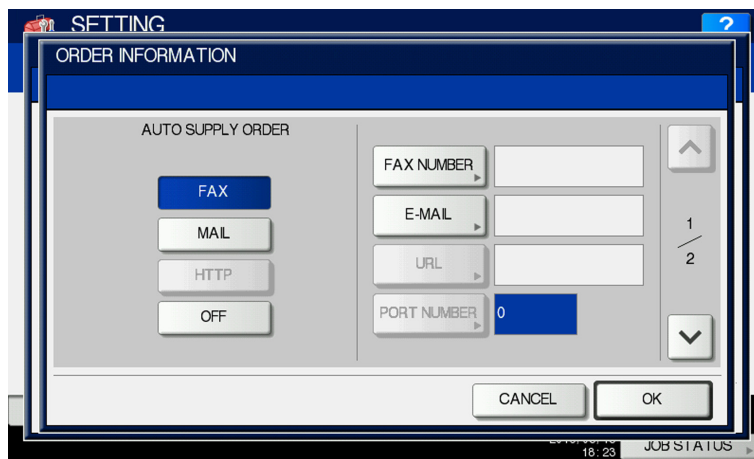 SETTING
?
ORDER INFORMATION
AUTO SUPPLY ORDER
FAX
MAIL
HTTP
OFF
FAX NUMBER
E-MAIL
URL
PORT NUMBER
0
1
2
CANCEL
OK
18:23
JOB STATUS